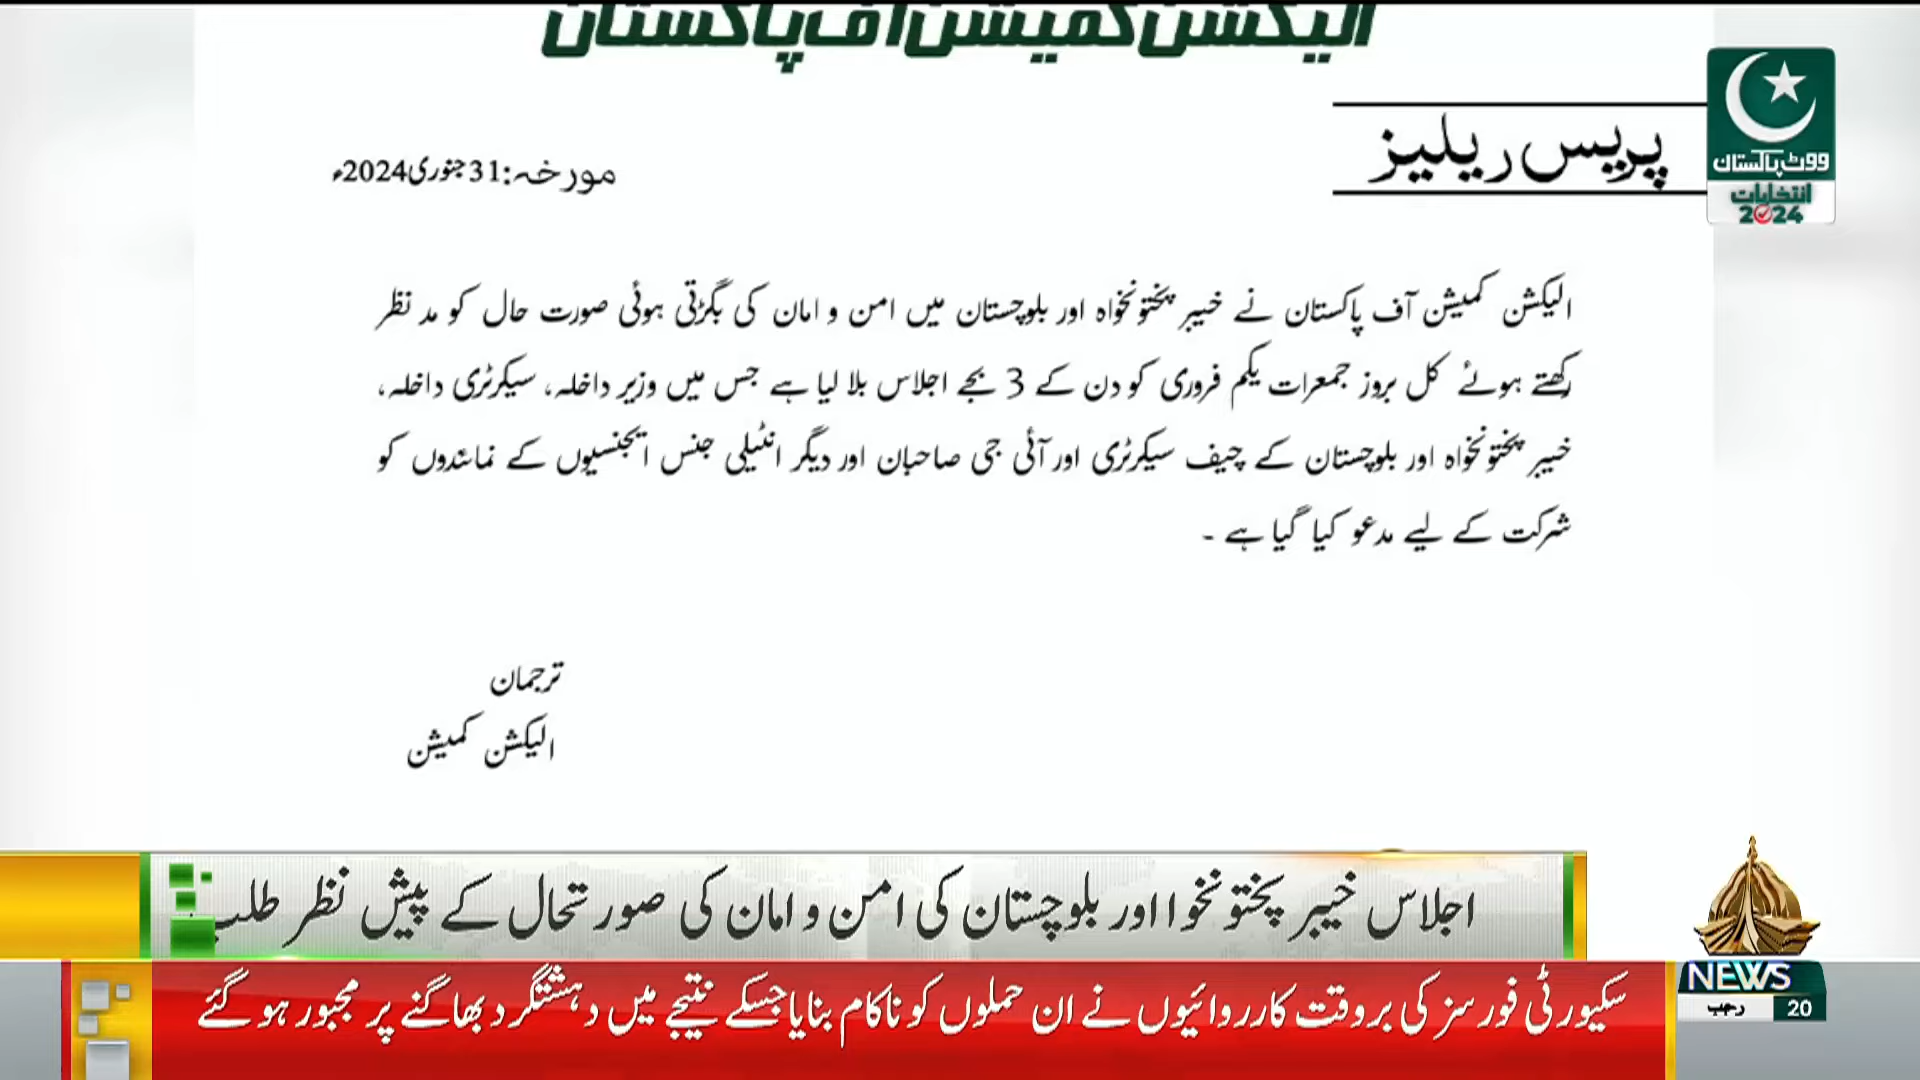 الیکشن کمیشن آف پاکستان
پریس ریلیز
مورخہ: 31 جنوری 2024ء
ووٹ پاکستان
انتخابات
2024
الیکشن کمیشن آف پاکستان نے خیبر پختونخواہ اور بلوچستان میں امن و امان کی بگڑتی ہوئی صورت حال کو مد نظر
رکھتے ہوئے کل بروز جمعرات یکم فروری کو دن کے 3 بجے اجلاس بلا لیا ہے جس میں وزیر داخلہ، سیکرٹری داخلہ،
خیبر پختونخواہ اور بلوچستان کے چیف سیکرٹری اور آئی جی صاحبان اور دیگر انٹیلی جنس ایجنسیوں کے نمائندوں کو
شرکت کے لیے مدعو کیا گیا ہے ۔
ترجمان
الیکشن کمیشن
اجلاس خیبر پختونخوا اور بلوچستان کی امن و امان کی صورتحال کے پیش نظر طلب
سکیورٹی فورسز کی بروقت کارروائیوں نے ان حملوں کو ناکام بنایا جسکے نتیجے میں دہشتگرد بھاگنے پر مجبور ہو گئے
NEWS
20 رجب